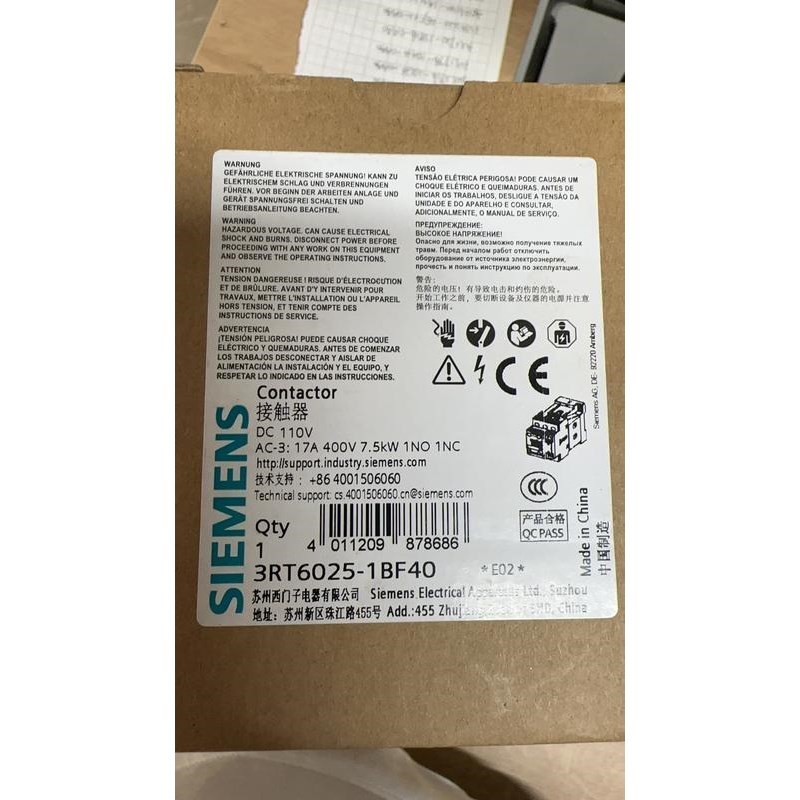 WARNUNG
GEFÄHRLICHE ELEKTRISCHE SPANNUNG! KANN ZU
ELEKTRISCHEM SCHLAG UND VERBRENNUNGEN
FÜHREN. VOR BEGINN DER ARBEITEN ANLAGE UND
GERÄT SPANNUNGSFREI SCHALTEN UND
BETRIEBSANLEITUNG BEACHTEN.
WARNING
HAZARDOUS VOLTAGE. CAN CAUSE ELECTRICAL
SHOCK AND BURNS. DISCONNECT POWER BEFORE
PROCEEDING WITH ANY WORK ON THIS EQUIPMENT
AND OBSERVE THE OPERATING INSTRUCTIONS.
ATTENTION
TENSION DANGEREUSE ! RISQUE D'ÉLECTROCUTION
ET DE BRÛLURE. AVANT D'Y INTERVENIR POUR
TRAVAUX, METTRE L'INSTALLATION OU L'APPAREIL
HORS TENSION, ET TENIR COMPTE DES
INSTRUCTIONS DE SERVICE.
ADVERTENCIA
¡TENSIÓN PELIGROSA! PUEDE CAUSAR CHOQUE
ELÉCTRICO Y QUEMADURAS. ANTES DE COMENZAR
LOS TRABAJOS DESCONECTAR Y AISLAR DE
ALIMENTACIÓN LA INSTALACIÓN Y EL EQUIPO, Y
RESPETAR LO INDICADO EN LAS INSTRUCCIONES.
AVISO
TENSÃO ELÉTRICA PERIGOSA! PODE CAUSAR UM
CHOQUE ELÉTRICO E QUEIMADURAS. ANTES DE
INICIAR OS TRABALHOS, DESLIGUE A TENSÃO DA
UNIDADE E DO APARELHO E CONSULTAR,
ADICIONALMENTE, O MANUAL DE SERVIÇO.
ПРЕДУПРЕЖДЕНИЕ:
ВЫСОКОЕ НАПРЯЖЕНИЕ!
Опасно для жизни, возможно получение тяжелых
травм. Перед началом работ отключить
оборудование от источника электроэнергии,
прочесть и понять инструкцию по эксплуатации.
警告:
危险的电压! 有导致电击和灼伤的危险。
开始工作之前, 要切断设备及仪器的电源并注意
操作指南。
CE
Siemens AG, DE- 92220 Amberg
SIEMENS
Contactor
接触器
DC 110V
AC-3: 17A 400V 7.5kW 1NO 1NC
http://support.industry.siemens.com
技术支持: +86 4001506060
Technical support: cs.4001506060.cn@siemens.com
CCC
产品合格
QC PASS
Made in China
中国制造
Qty
1
4 011209 878686
3RT6025-1BF40 *E02*
苏州西门子电器有限公司 Siemens Electrical Ltd., Suzhou
地址: 苏州新区珠江路455号 Add.:455 SND, China